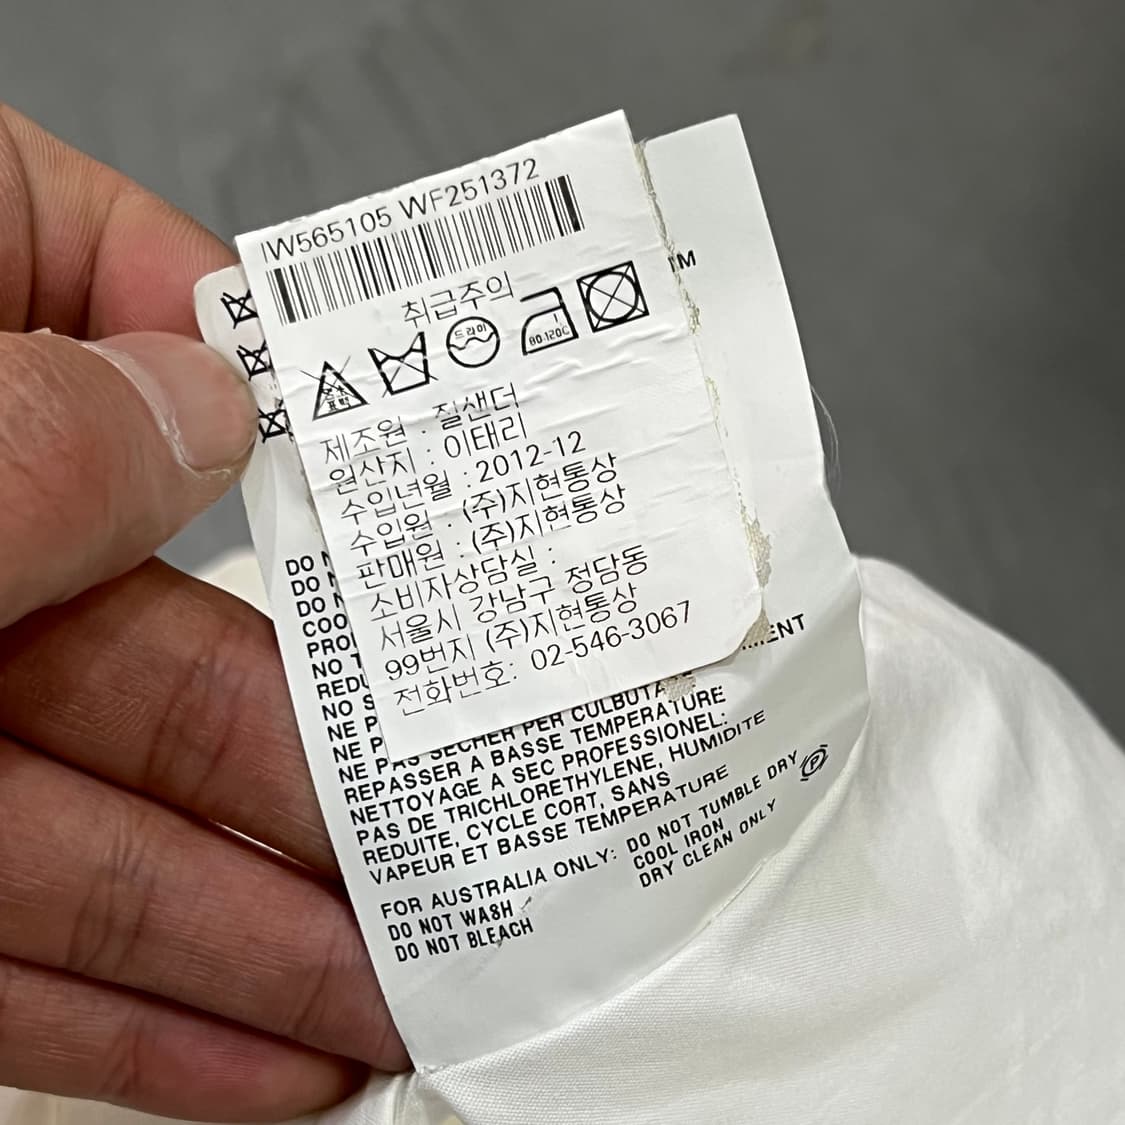 IW565105 WF251372
취급주의
드라이
80-120C
염소
표백
제조원 : 질샌더
원산지 : 이태리
수입년월 : 2012-12
수입원 : (주)지현통상
판매원 : (주)지현통상
소비자상담실 :
서울시 강남구 정담동
99번지 (주)지현통상
전화번호: 02-546-3067
TM
DO
DO
DO
COO
PRO
NO
REDU
NO S
NE P
NE PAS SECHER PER CULBUTA
NE P
REPASSER A BASSE TEMPERATURE
NETTOYAGE A SEC PROFESSIONEL:
PAS DE TRICHLORETHYLENE, HUMIDITE
REDUITE, CYCLE CORT, SANS
VAPEUR ET BASSE TEMPERATURE
FOR AUSTRALIA ONLY: DO NOT TUMBLE DRY
DO NOT WASH COOL IRON
DO NOT BLEACH DRY CLEAN ONLY
P